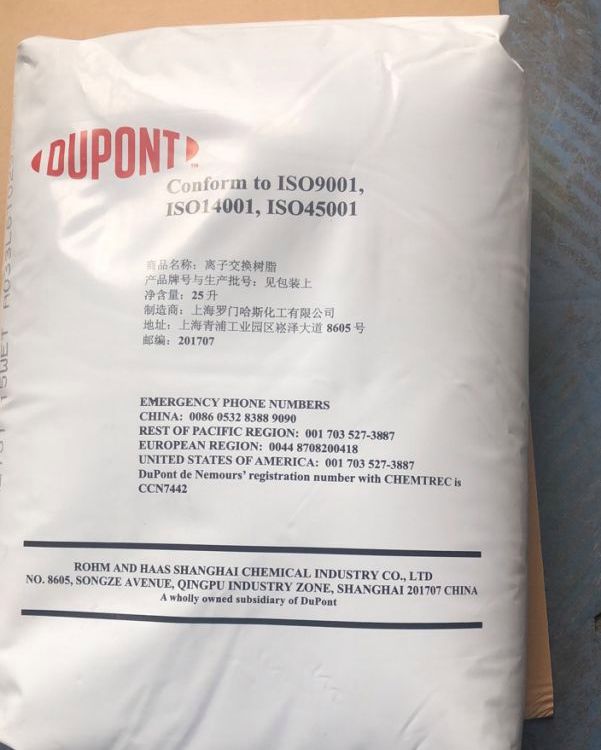 DUPONT
™
Conform to ISO9001,
ISO14001, ISO45001
商品名称：离子交换树脂
产品牌号与生产批号：见包装上
净含量：25 升
制造商：上海罗门哈斯化工有限公司
地址：上海青浦工业园区崧泽大道 8605 号
邮编：201707
EMERGENCY PHONE NUMBERS
CHINA: 0086 0532 8388 9090
REST OF PACIFIC REGION: 001 703 527-3887
EUROPEAN REGION: 0044 8708200418
UNITED STATES OF AMERICA: 001 703 527-3887
DuPont de Nemours' registration number with CHEMTREC is
CCN7442
ROHM AND HAAS SHANGHAI CHEMICAL INDUSTRY CO., LTD
NO. 8605, SONGZE AVENUE, QINGPU INDUSTRY ZONE, SHANGHAI 201707 CHINA
A wholly owned subsidiary of DuPont